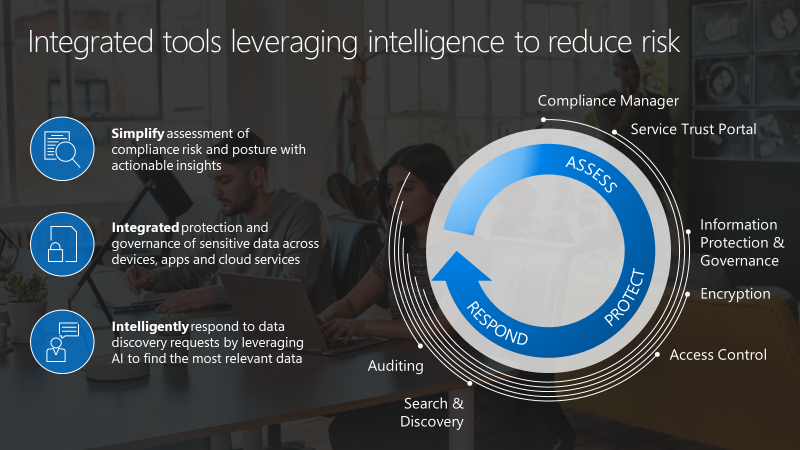 Integrated tools leveraging intelligence to reduce risk
Simplify assessment of
compliance risk and posture with
actionable insights
Integrated protection and
governance of sensitive data across
devices, apps and cloud services
Intelligently respond to data
discovery requests by leveraging
AI to find the most relevant data
Compliance Manager
Service Trust Portal
Information
Protection &
Governance
Encryption
Access Control
Search &
Discovery
Auditing
ASSESS
PROTECT
RESPOND